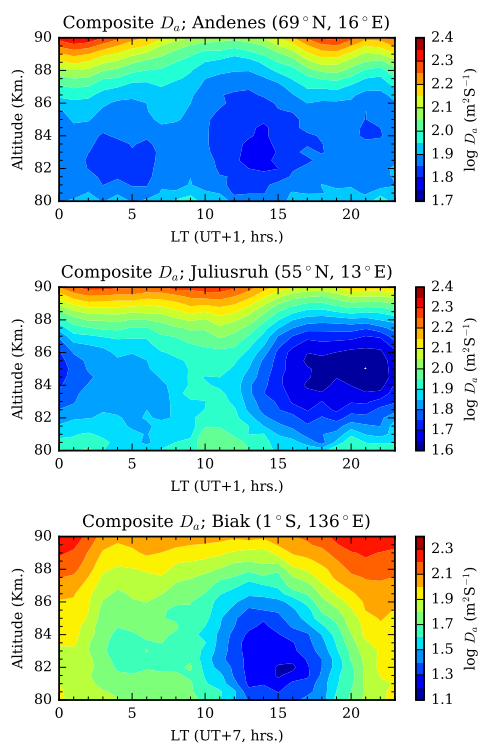 Composite Dₐ; Andenes (69°N, 16°E)
90
88
86
84
82
80
Altitude (Km.)
0 5 10 15 20
LT (UT+1, hrs.)
2.4
2.3
2.2
2.1
2.0
1.9
1.8
1.7
log Dₐ (m²S⁻¹)
Composite Dₐ; Juliusruh (55°N, 13°E)
90
88
86
84
82
80
Altitude (Km.)
0 5 10 15 20
LT (UT+1, hrs.)
2.4
2.3
2.2
2.1
2.0
1.9
1.8
1.7
1.6
log Dₐ (m²S⁻¹)
Composite Dₐ; Biak (1°S, 136°E)
90
88
86
84
82
80
Altitude (Km.)
0 5 10 15 20
LT (UT+7, hrs.)
2.3
2.1
1.9
1.7
1.5
1.3
1.1
log Dₐ (m²S⁻¹)